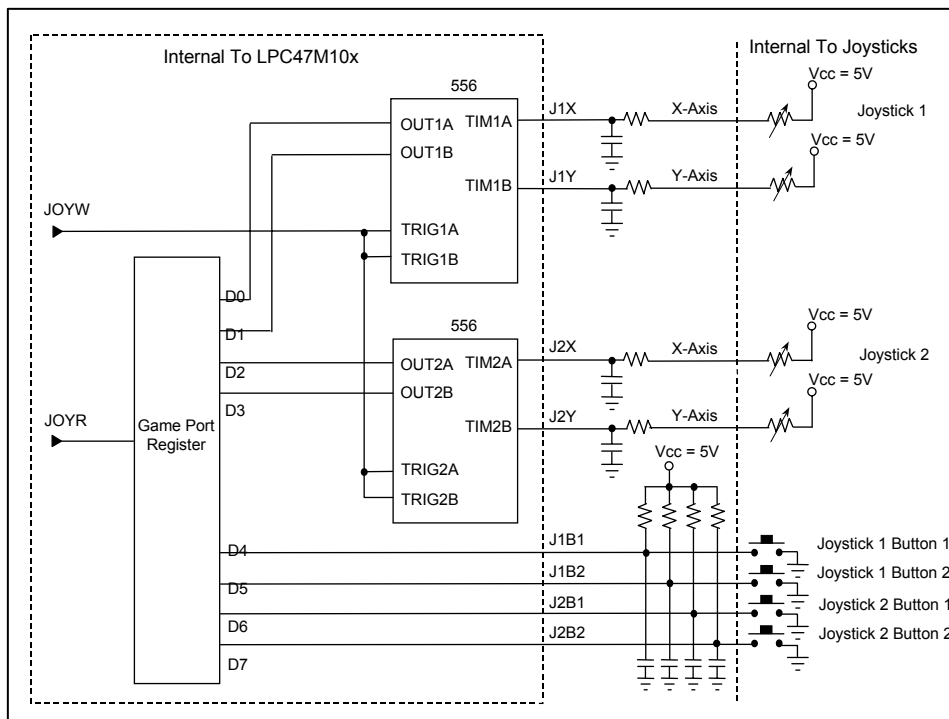 Internal To LPC47M10x
Internal To Joysticks
Vcc = 5V
556
J1X
X-Axis
Joystick 1
OUT1A
TIM1A
OUT1B
Vcc = 5V
J1Y
Y-Axis
TIM1B
JOYW
TRIG1A
TRIG1B
D0
Vcc = 5V
556
D1
J2X
X-Axis
Joystick 2
OUT2A
TIM2A
D2
Vcc = 5V
OUT2B
D3
JOYR
J2Y
Y-Axis
Game Port
Register
TIM2B
Vcc = 5V
TRIG2A
TRIG2B
J1B1
D4
Joystick 1 Button 1
J1B2
Joystick 1 Button 2
D5
J2B1
Joystick 2 Button 1
D6
J2B2
Joystick 2 Button 2
D7